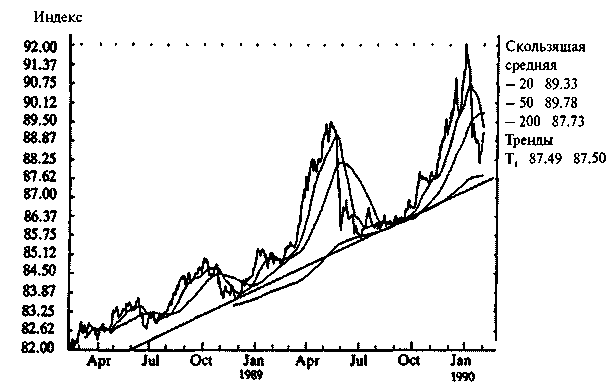 Индекс
92.00
91.37
90.75
90.12
89.50
88.87
88.25
87.62
87.00
86.37
85.75
85.12
84.50
83.87
83.25
82.62
82.00
Apr Jul Oct Jan Apr Jul Oct Jan
1989 1990
Скользящая
средняя
– 20 89.33
– 50 89.78
– 200 87.73
Тренды
T₁ 87.49 87.50